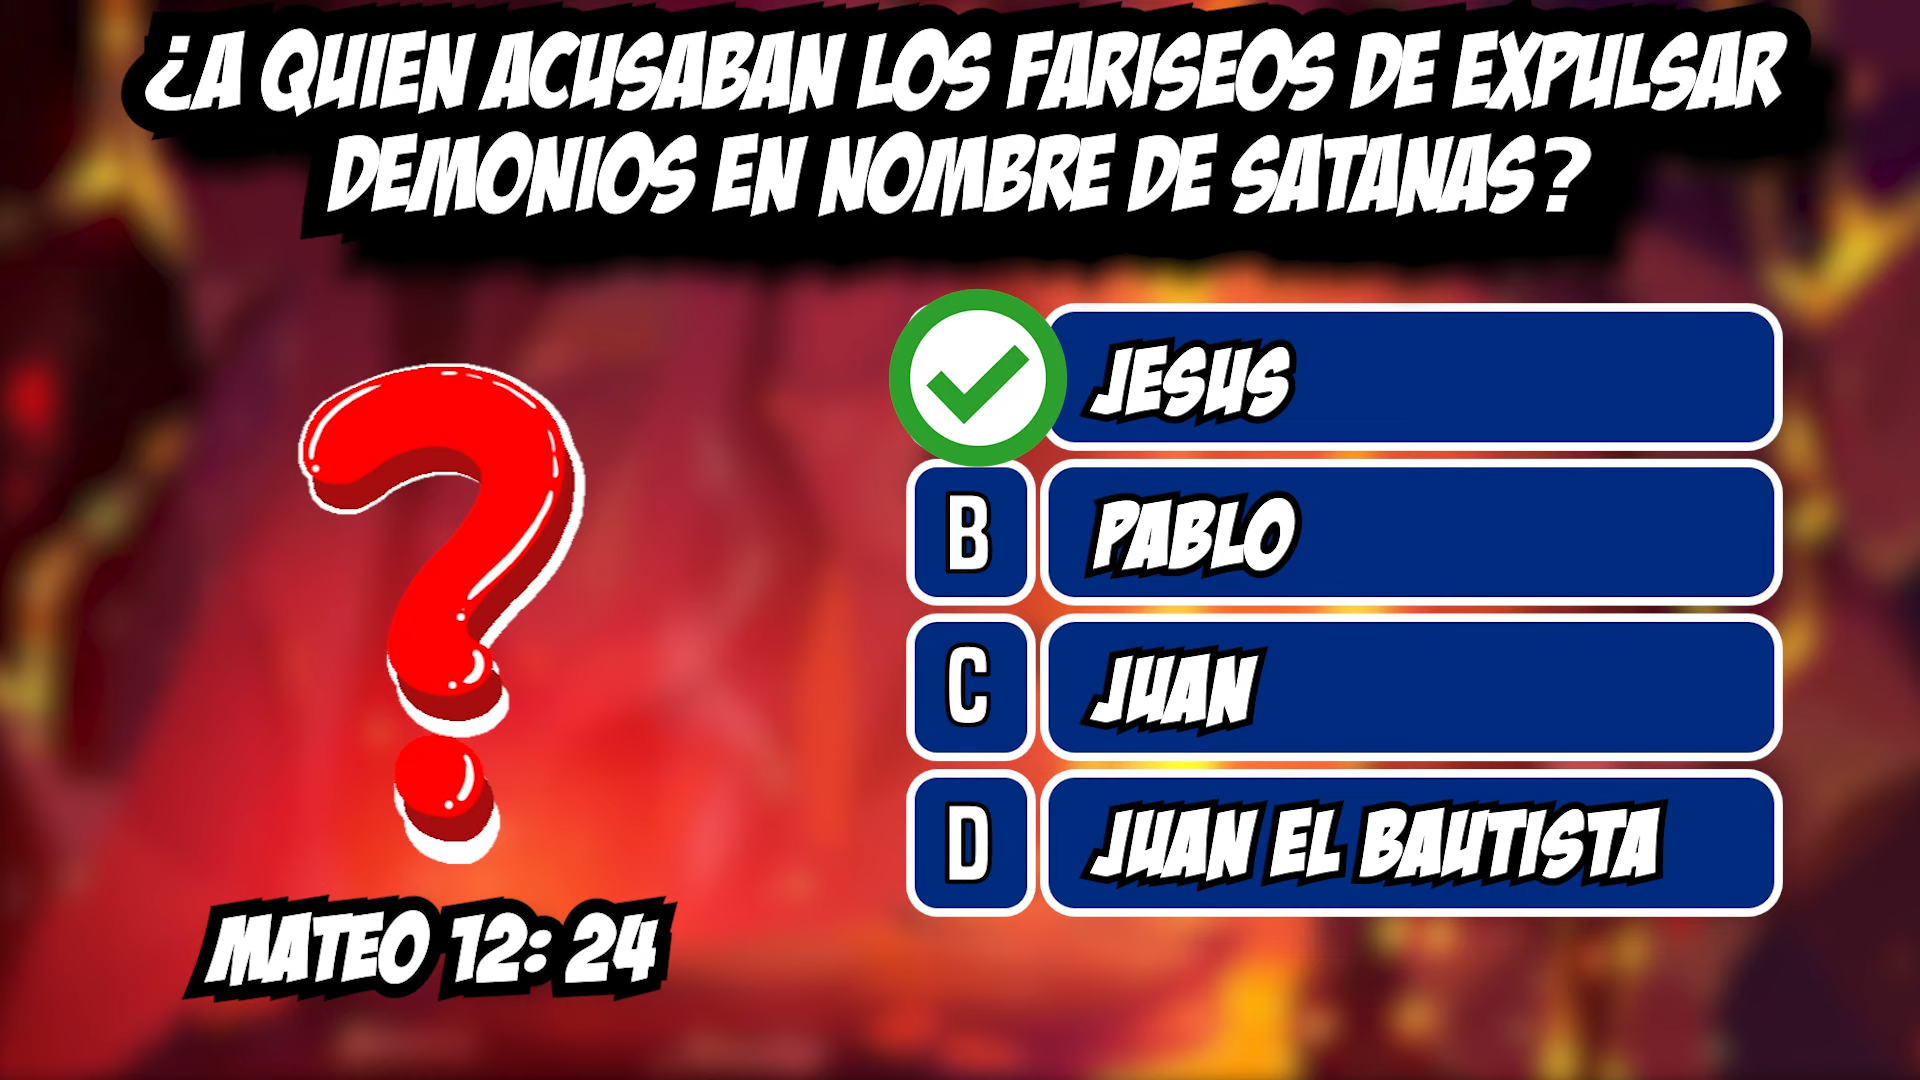 ¿A QUIEN ACUSABAN LOS FARISEOS DE EXPULSAR
DEMONIOS EN NOMBRE DE SATANAS?
JESUS
B PABLO
C JUAN
D JUAN EL BAUTISTA
MATEO 12: 24